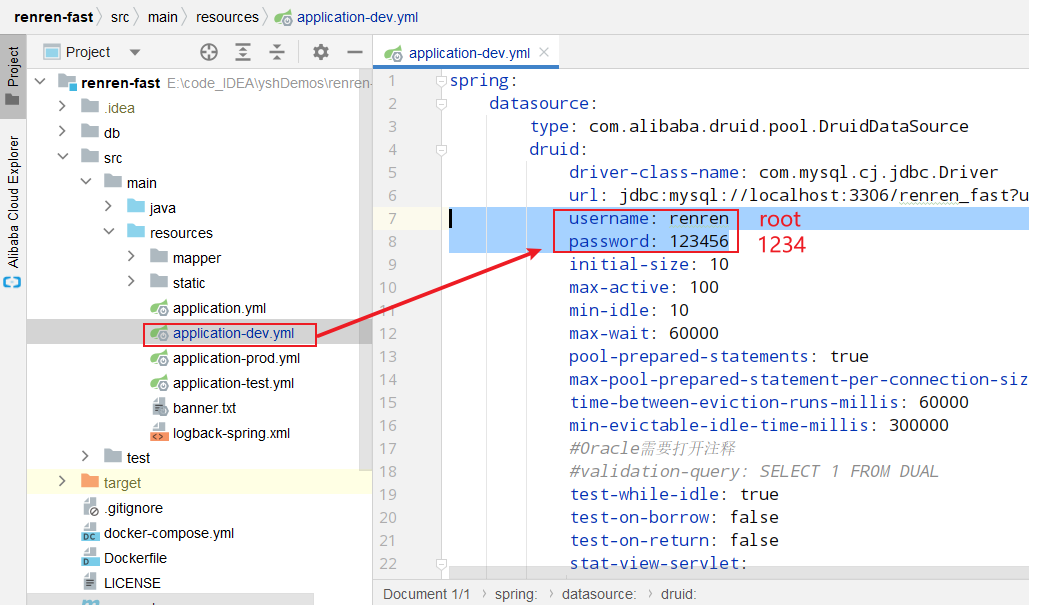 renren-fast
src
main
resources
application-dev.yml
Project
Alibaba Cloud Explorer
Project
renren-fast E:\code_IDEA\yshDemos\renren-
.idea
db
src
main
java
resources
mapper
static
application.yml
application-dev.yml
application-prod.yml
application-test.yml
banner.txt
logback-spring.xml
test
target
.gitignore
docker-compose.yml
Dockerfile
LICENSE
application-dev.yml
1 spring:
2 datasource:
3 type: com.alibaba.druid.pool.DruidDataSource
4 druid:
5 driver-class-name: com.mysql.cj.jdbc.Driver
6 url: jdbc:mysql://localhost:3306/renren_fast?u
7 username: renren root
8 password: 123456 1234
9 initial-size: 10
10 max-active: 100
11 min-idle: 10
12 max-wait: 60000
13 pool-prepared-statements: true
14 max-pool-prepared-statement-per-connection-siz
15 time-between-eviction-runs-millis: 60000
16 min-evictable-idle-time-millis: 300000
17 #Oracle需要打开注释
18 #validation-query: SELECT 1 FROM DUAL
19 test-while-idle: true
20 test-on-borrow: false
21 test-on-return: false
22 stat-view-servlet:
Document 1/1 › spring: › datasource: › druid: